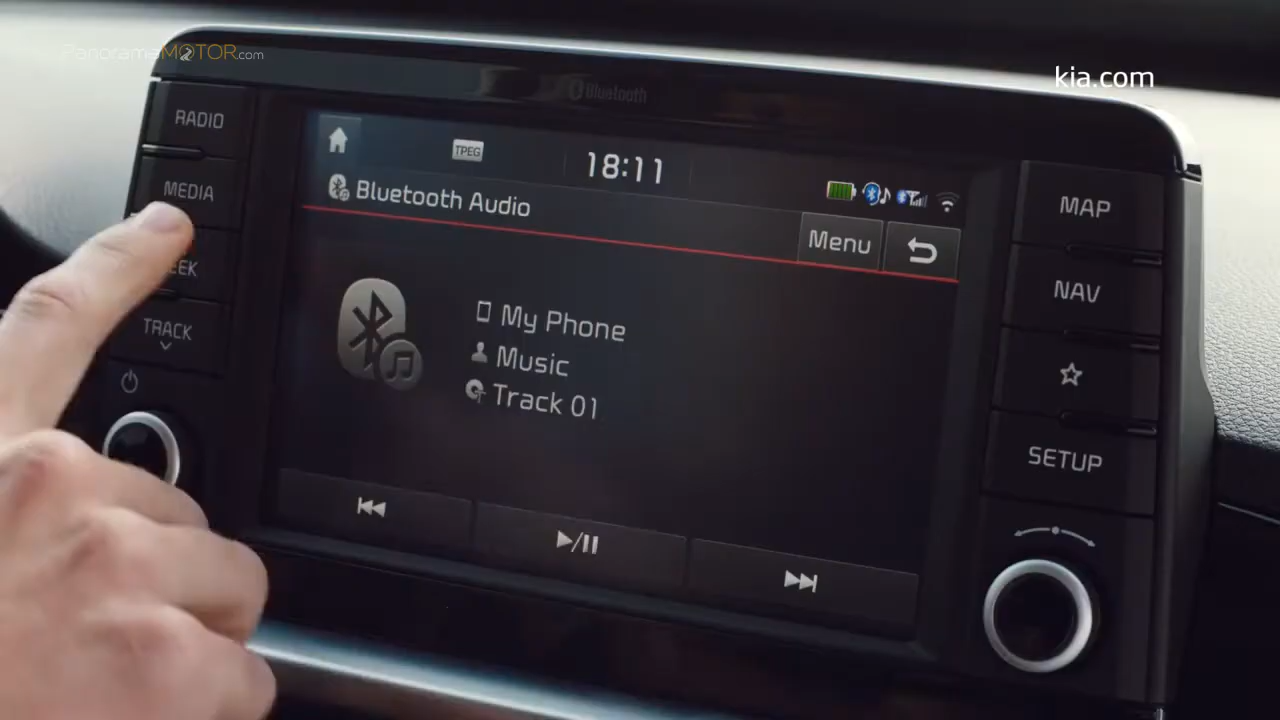 PanoramaMOTOR.com
kia.com
Bluetooth
RADIO
MEDIA
TRACK
TPEG
18:11
Bluetooth Audio
Menu
My Phone
Music
Track 01
MAP
NAV
SETUP